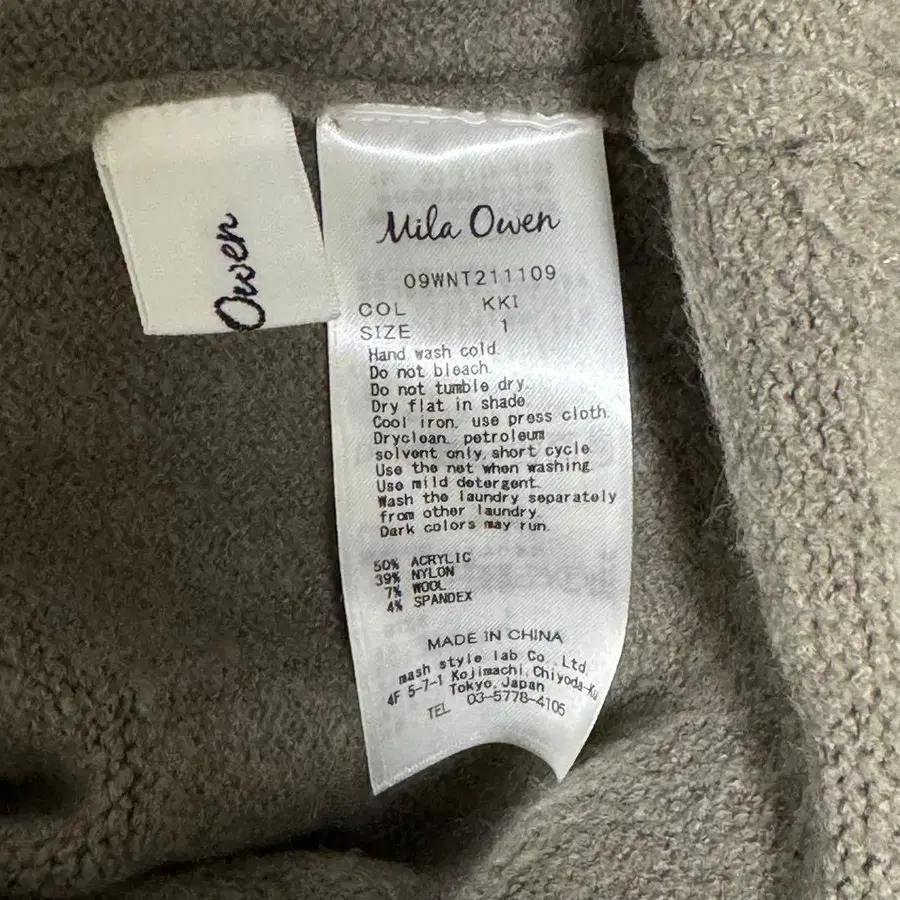 Owen
Mila Owen
09WNT211109
COL KKI
SIZE 1
Hand wash cold.
Do not bleach.
Do not tumble dry.
Dry flat in shade.
Cool iron, use press cloth.
Dryclean, petroleum
solvent only, short cycle.
Use the net when washing.
Use mild detergent.
Wash the laundry separately
from other laundry.
Dark colors may run.
50% ACRYLIC
39% NYLON
7% WOOL
4% SPANDEX
MADE IN CHINA
mash style lab Co., Ltd.
4F 5-7-1 Kojimachi, Chiyoda-Ku
Tokyo, Japan
TEL 03-5778-4105